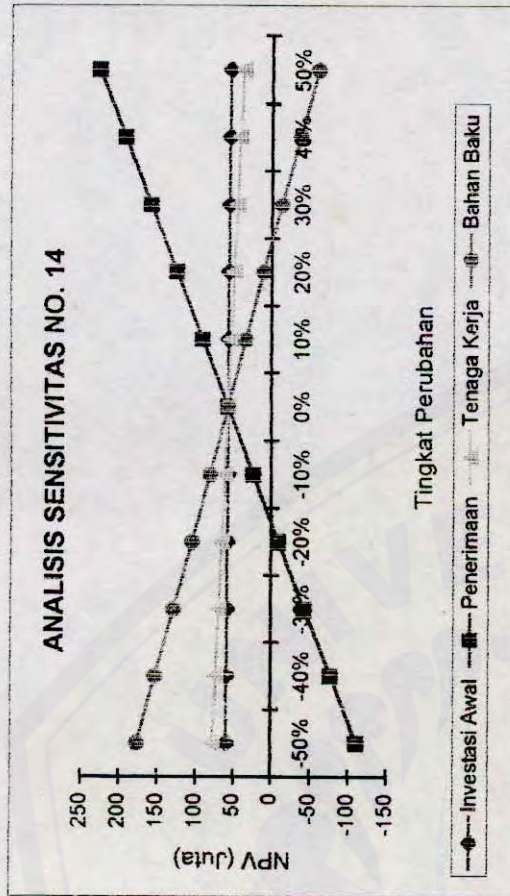 ANALISIS SENSITIVITAS NO. 14
NPV (Juta)
250
200
150
100
50
0
-50
-100
-150
-50% -40% -30% -20% -10% 0% 10% 20% 30% 40% 50%
Tingkat Perubahan
Investasi Awal Penerimaan Tenaga Kerja Bahan Baku